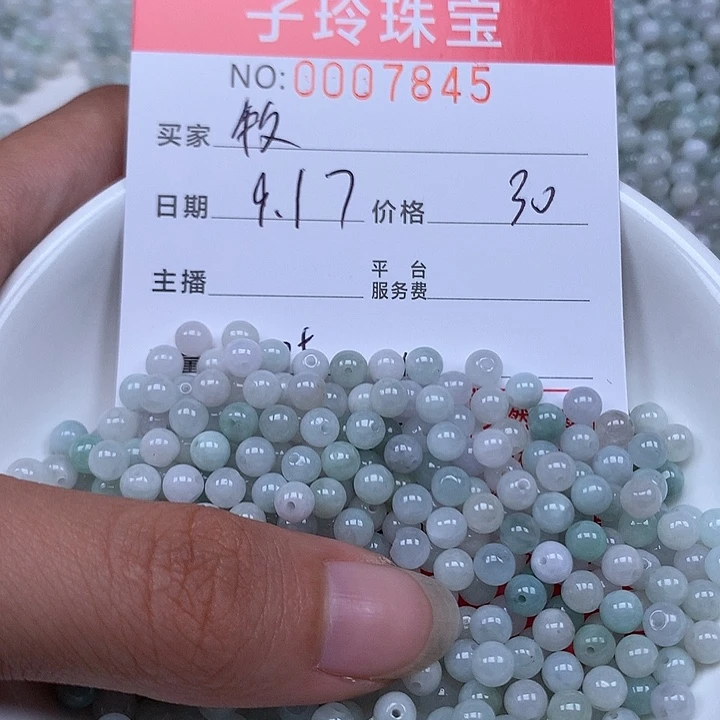 子玲珠宝
NO:0007845
买家
日期 4.17 价格 30
主播 平台服务费